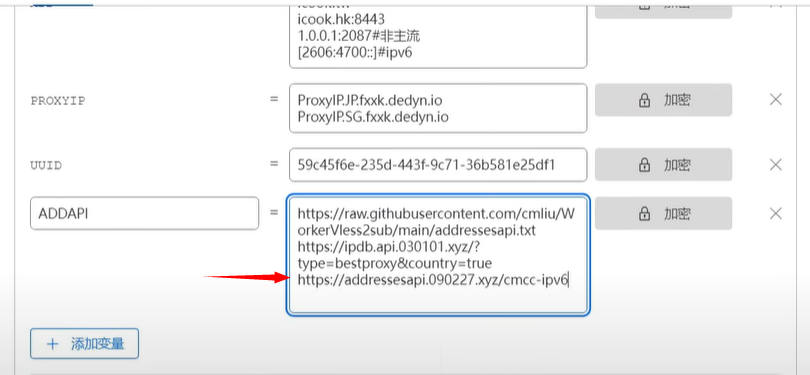 icook.hk:8443
1.0.0.1:2087#非主流
[2606:4700::]#ipv6
加密
PROXYIP
=
ProxyIP.JP.fxxk.dedyn.io
ProxyIP.SG.fxxk.dedyn.io
加密
UUID
=
59c45f6e-235d-443f-9c71-36b581e25df1
加密
ADDAPI
=
https://raw.githubusercontent.com/cmliu/W
orkerVless2sub/main/addressesapi.txt
https://ipdb.api.030101.xyz/?
type=bestproxy&country=true
https://addressesapi.090227.xyz/cmcc-ipv6
加密
+ 添加变量